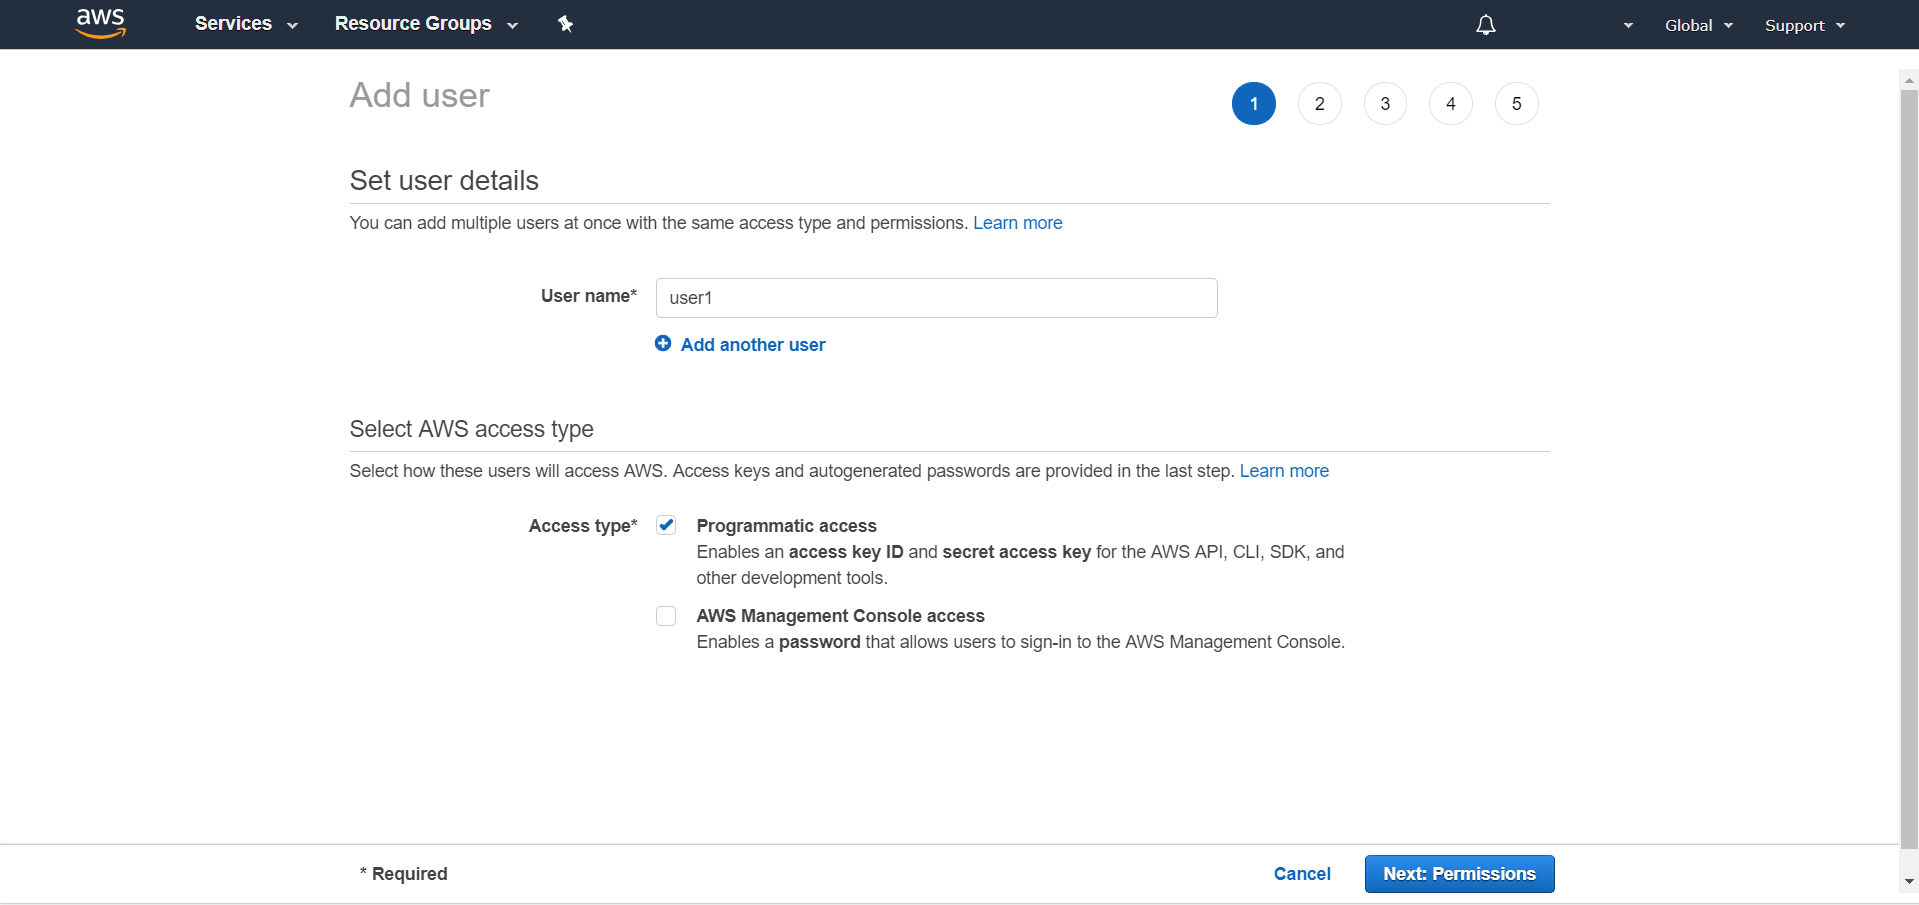 aws Services Resource Groups Global Support
Add user
1 2 3 4 5
Set user details
You can add multiple users at once with the same access type and permissions. Learn more
User name* user1
Add another user
Select AWS access type
Select how these users will access AWS. Access keys and autogenerated passwords are provided in the last step. Learn more
Access type* Programmatic access
Enables an access key ID and secret access key for the AWS API, CLI, SDK, and
other development tools.
AWS Management Console access
Enables a password that allows users to sign-in to the AWS Management Console.
* Required Cancel Next: Permissions